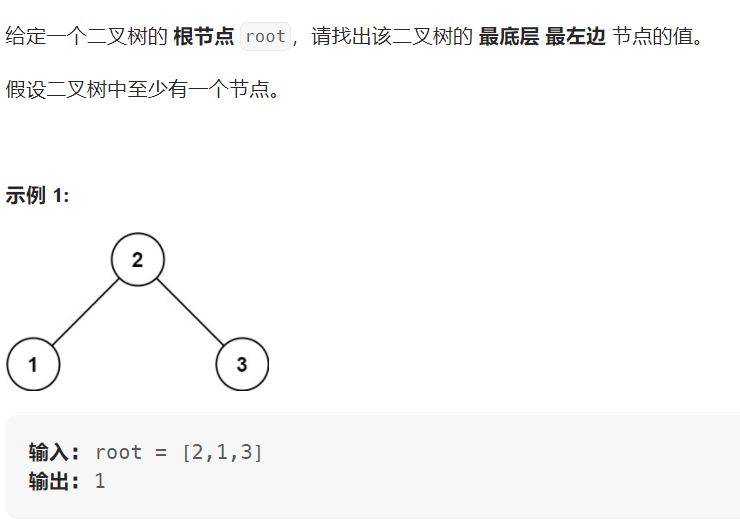 给定一个二叉树的 根节点 root，请找出该二叉树的 最底层 最左边 节点的值。
假设二叉树中至少有一个节点。
示例 1:
2
1 3
输入：root = [2,1,3]
输出：1